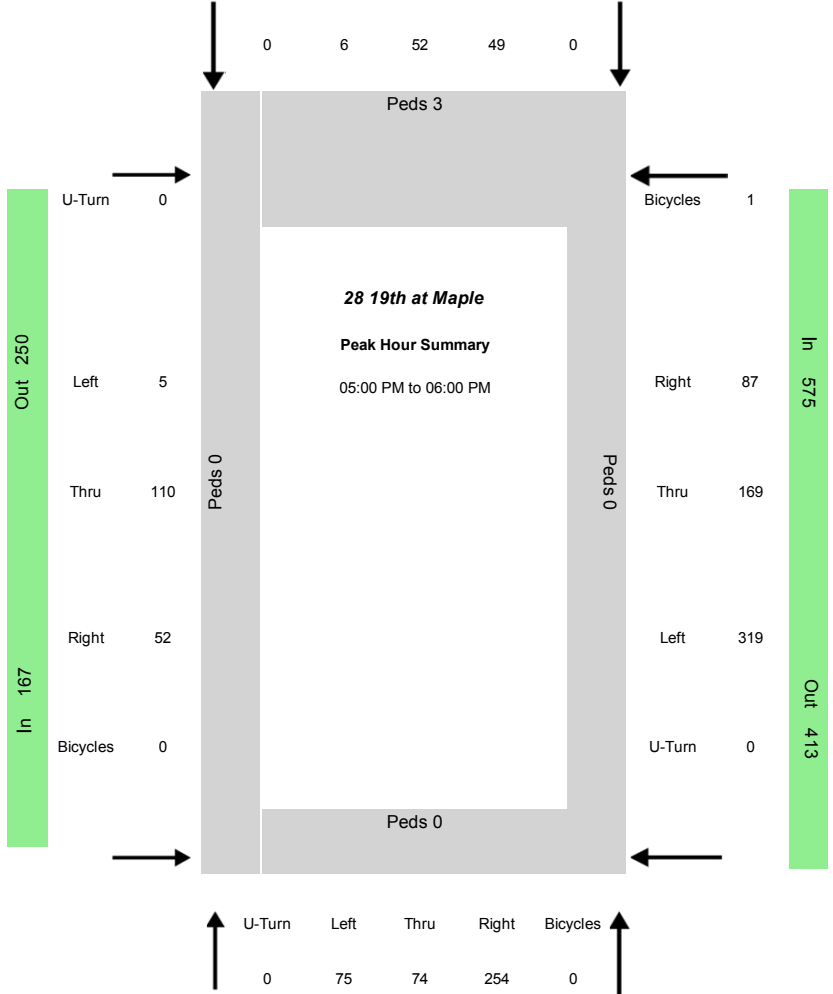 0 6 52 49 0
Peds 3
U-Turn 0
Bicycles 1
28 19th at Maple
Peak Hour Summary
05:00 PM to 06:00 PM
Out 250
In 575
Left 5
Right 87
Peds 0
Peds 0
Thru 110
Thru 169
Right 52
Left 319
In 167
Out 413
Bicycles 0
U-Turn 0
Peds 0
U-Turn Left Thru Right Bicycles
0 75 74 254 0